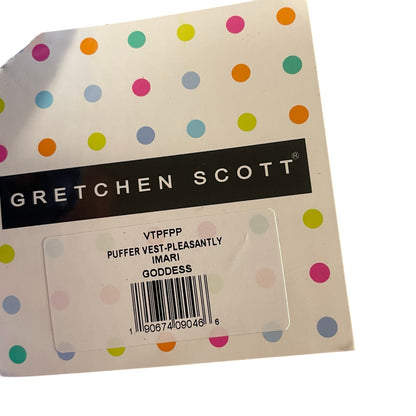 GRETCHEN SCOTT®
VTPFPP
PUFFER VEST-PLEASANTLY
IMARI
GODDESS
1 90674 09046 6